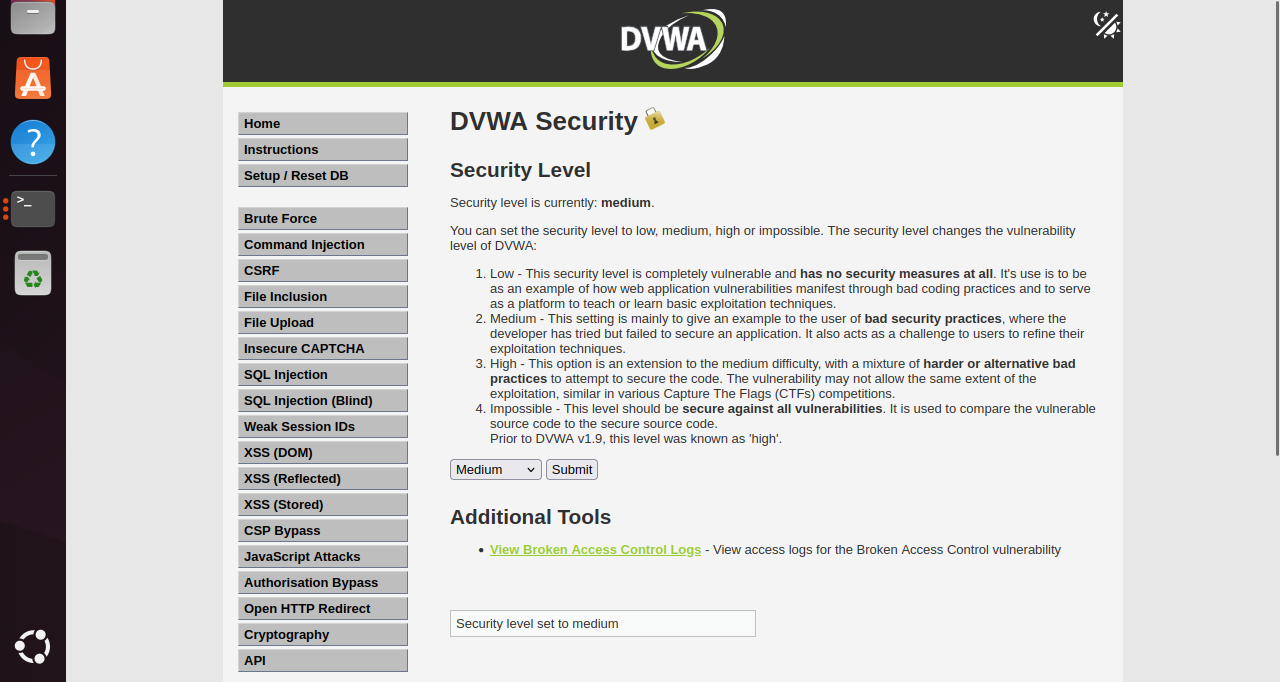 DVWA
Home
Instructions
Setup / Reset DB
Brute Force
Command Injection
CSRF
File Inclusion
File Upload
Insecure CAPTCHA
SQL Injection
SQL Injection (Blind)
Weak Session IDs
XSS (DOM)
XSS (Reflected)
XSS (Stored)
CSP Bypass
JavaScript Attacks
Authorisation Bypass
Open HTTP Redirect
Cryptography
API
DVWA Security
Security Level
Security level is currently: medium.
You can set the security level to low, medium, high or impossible. The security level changes the vulnerability
level of DVWA:
1. Low - This security level is completely vulnerable and has no security measures at all. It's use is to be
as an example of how web application vulnerabilities manifest through bad coding practices and to serve
as a platform to teach or learn basic exploitation techniques.
2. Medium - This setting is mainly to give an example to the user of bad security practices, where the
developer has tried but failed to secure an application. It also acts as a challenge to users to refine their
exploitation techniques.
3. High - This option is an extension to the medium difficulty, with a mixture of harder or alternative bad
practices to attempt to secure the code. The vulnerability may not allow the same extent of the
exploitation, similar in various Capture The Flags (CTFs) competitions.
4. Impossible - This level should be secure against all vulnerabilities. It is used to compare the vulnerable
source code to the secure source code.
Prior to DVWA v1.9, this level was known as 'high'.
Medium Submit
Additional Tools
• View Broken Access Control Logs - View access logs for the Broken Access Control vulnerability
Security level set to medium